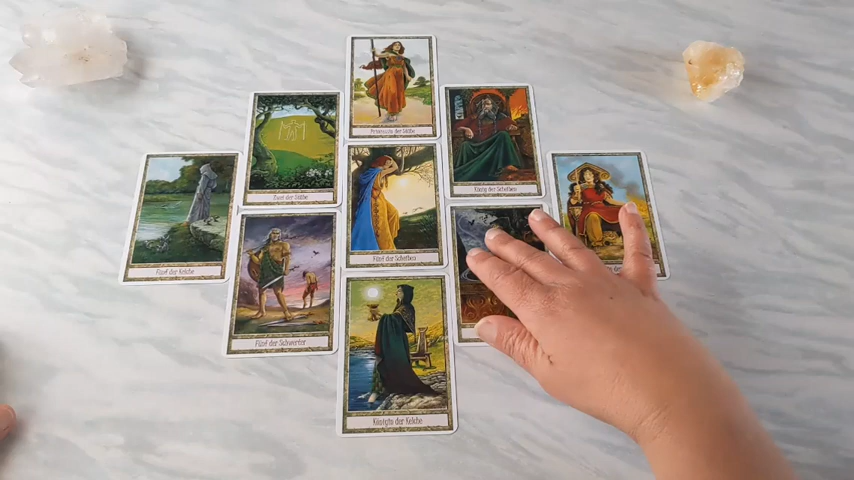 Prinzessin der Stäbe
Zwei der Stäbe
König der Scheiben
Fünf der Kelche
Fünf der Scheiben
Fünf der Schwerter
Königin der Kelche